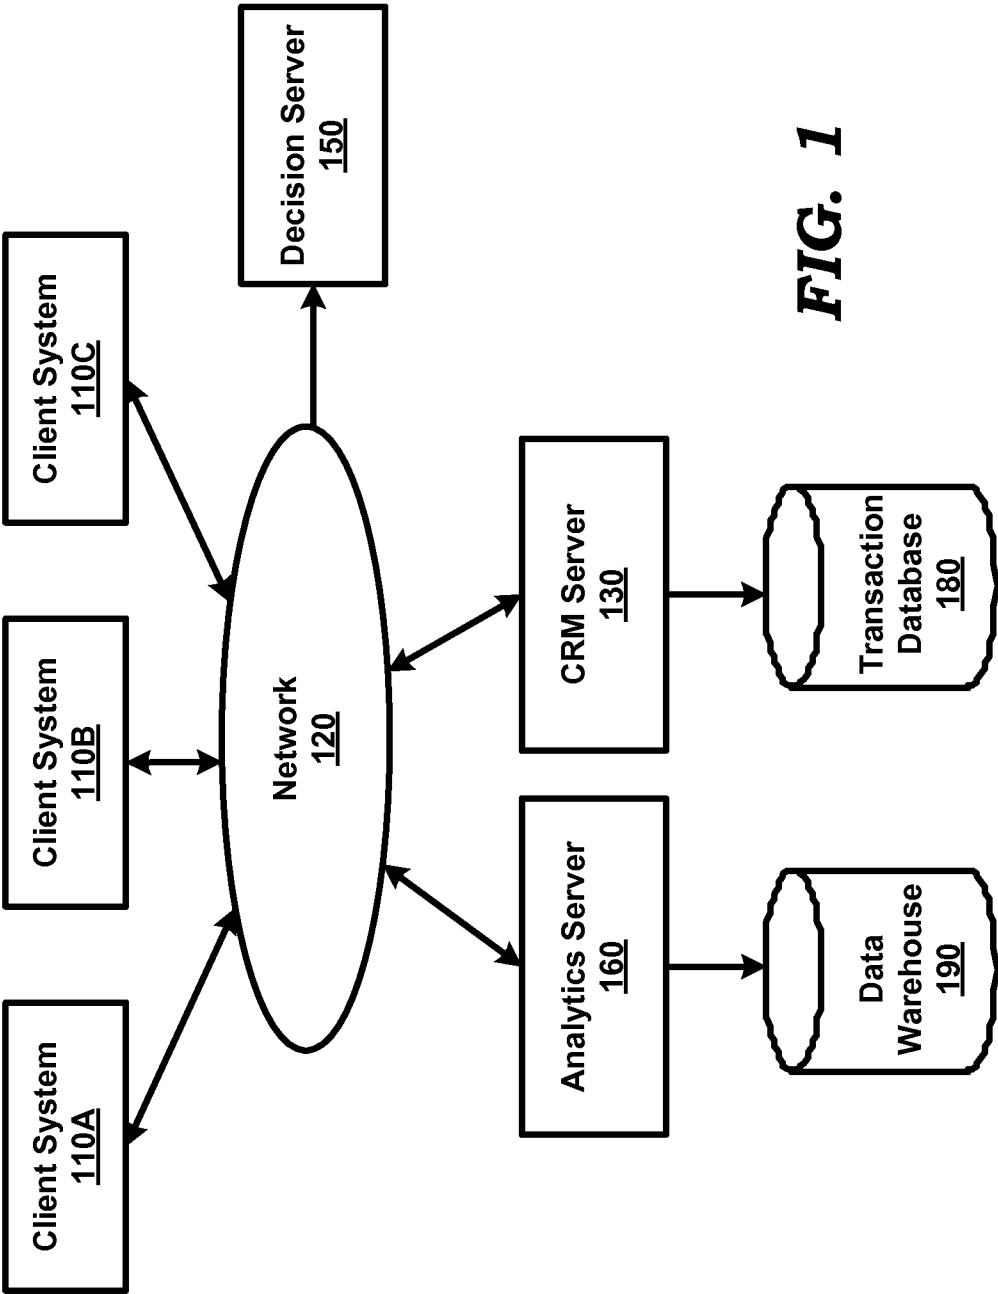 Client System
110A
Client System
110B
Client System
110C
Network
120
Decision Server
150
Analytics Server
160
CRM Server
130
Data
Warehouse
190
Transaction
Database
180
FIG. 1